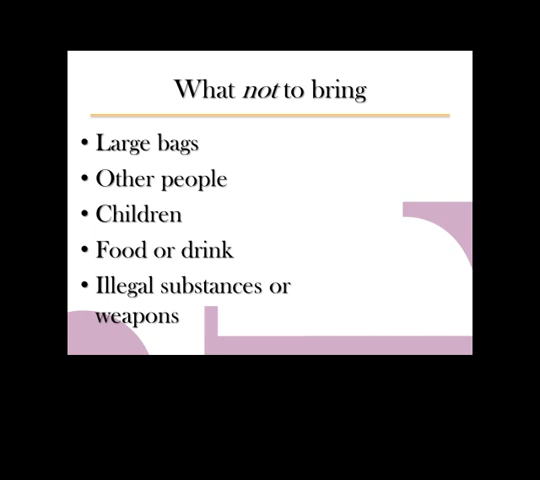 What not to bring
• Large bags
• Other people
• Children
• Food or drink
• Illegal substances or
weapons